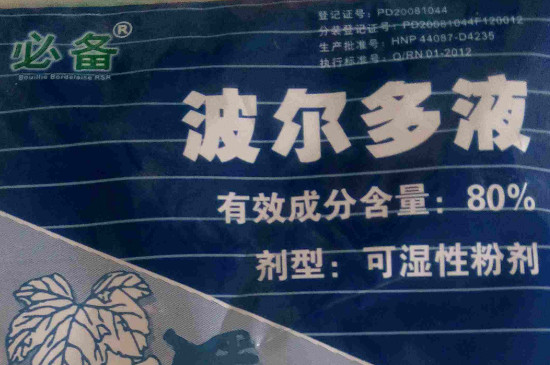 登记证号：PD20081044
分装登记证号：PD20081044F120012
生产批准号：HNP 44087-D4235
执行标准号：Q/RN 01-2012
必备®
Bouillie Bordelaise RSR
波尔多液
有效成分含量：80%
剂型：可湿性粉剂